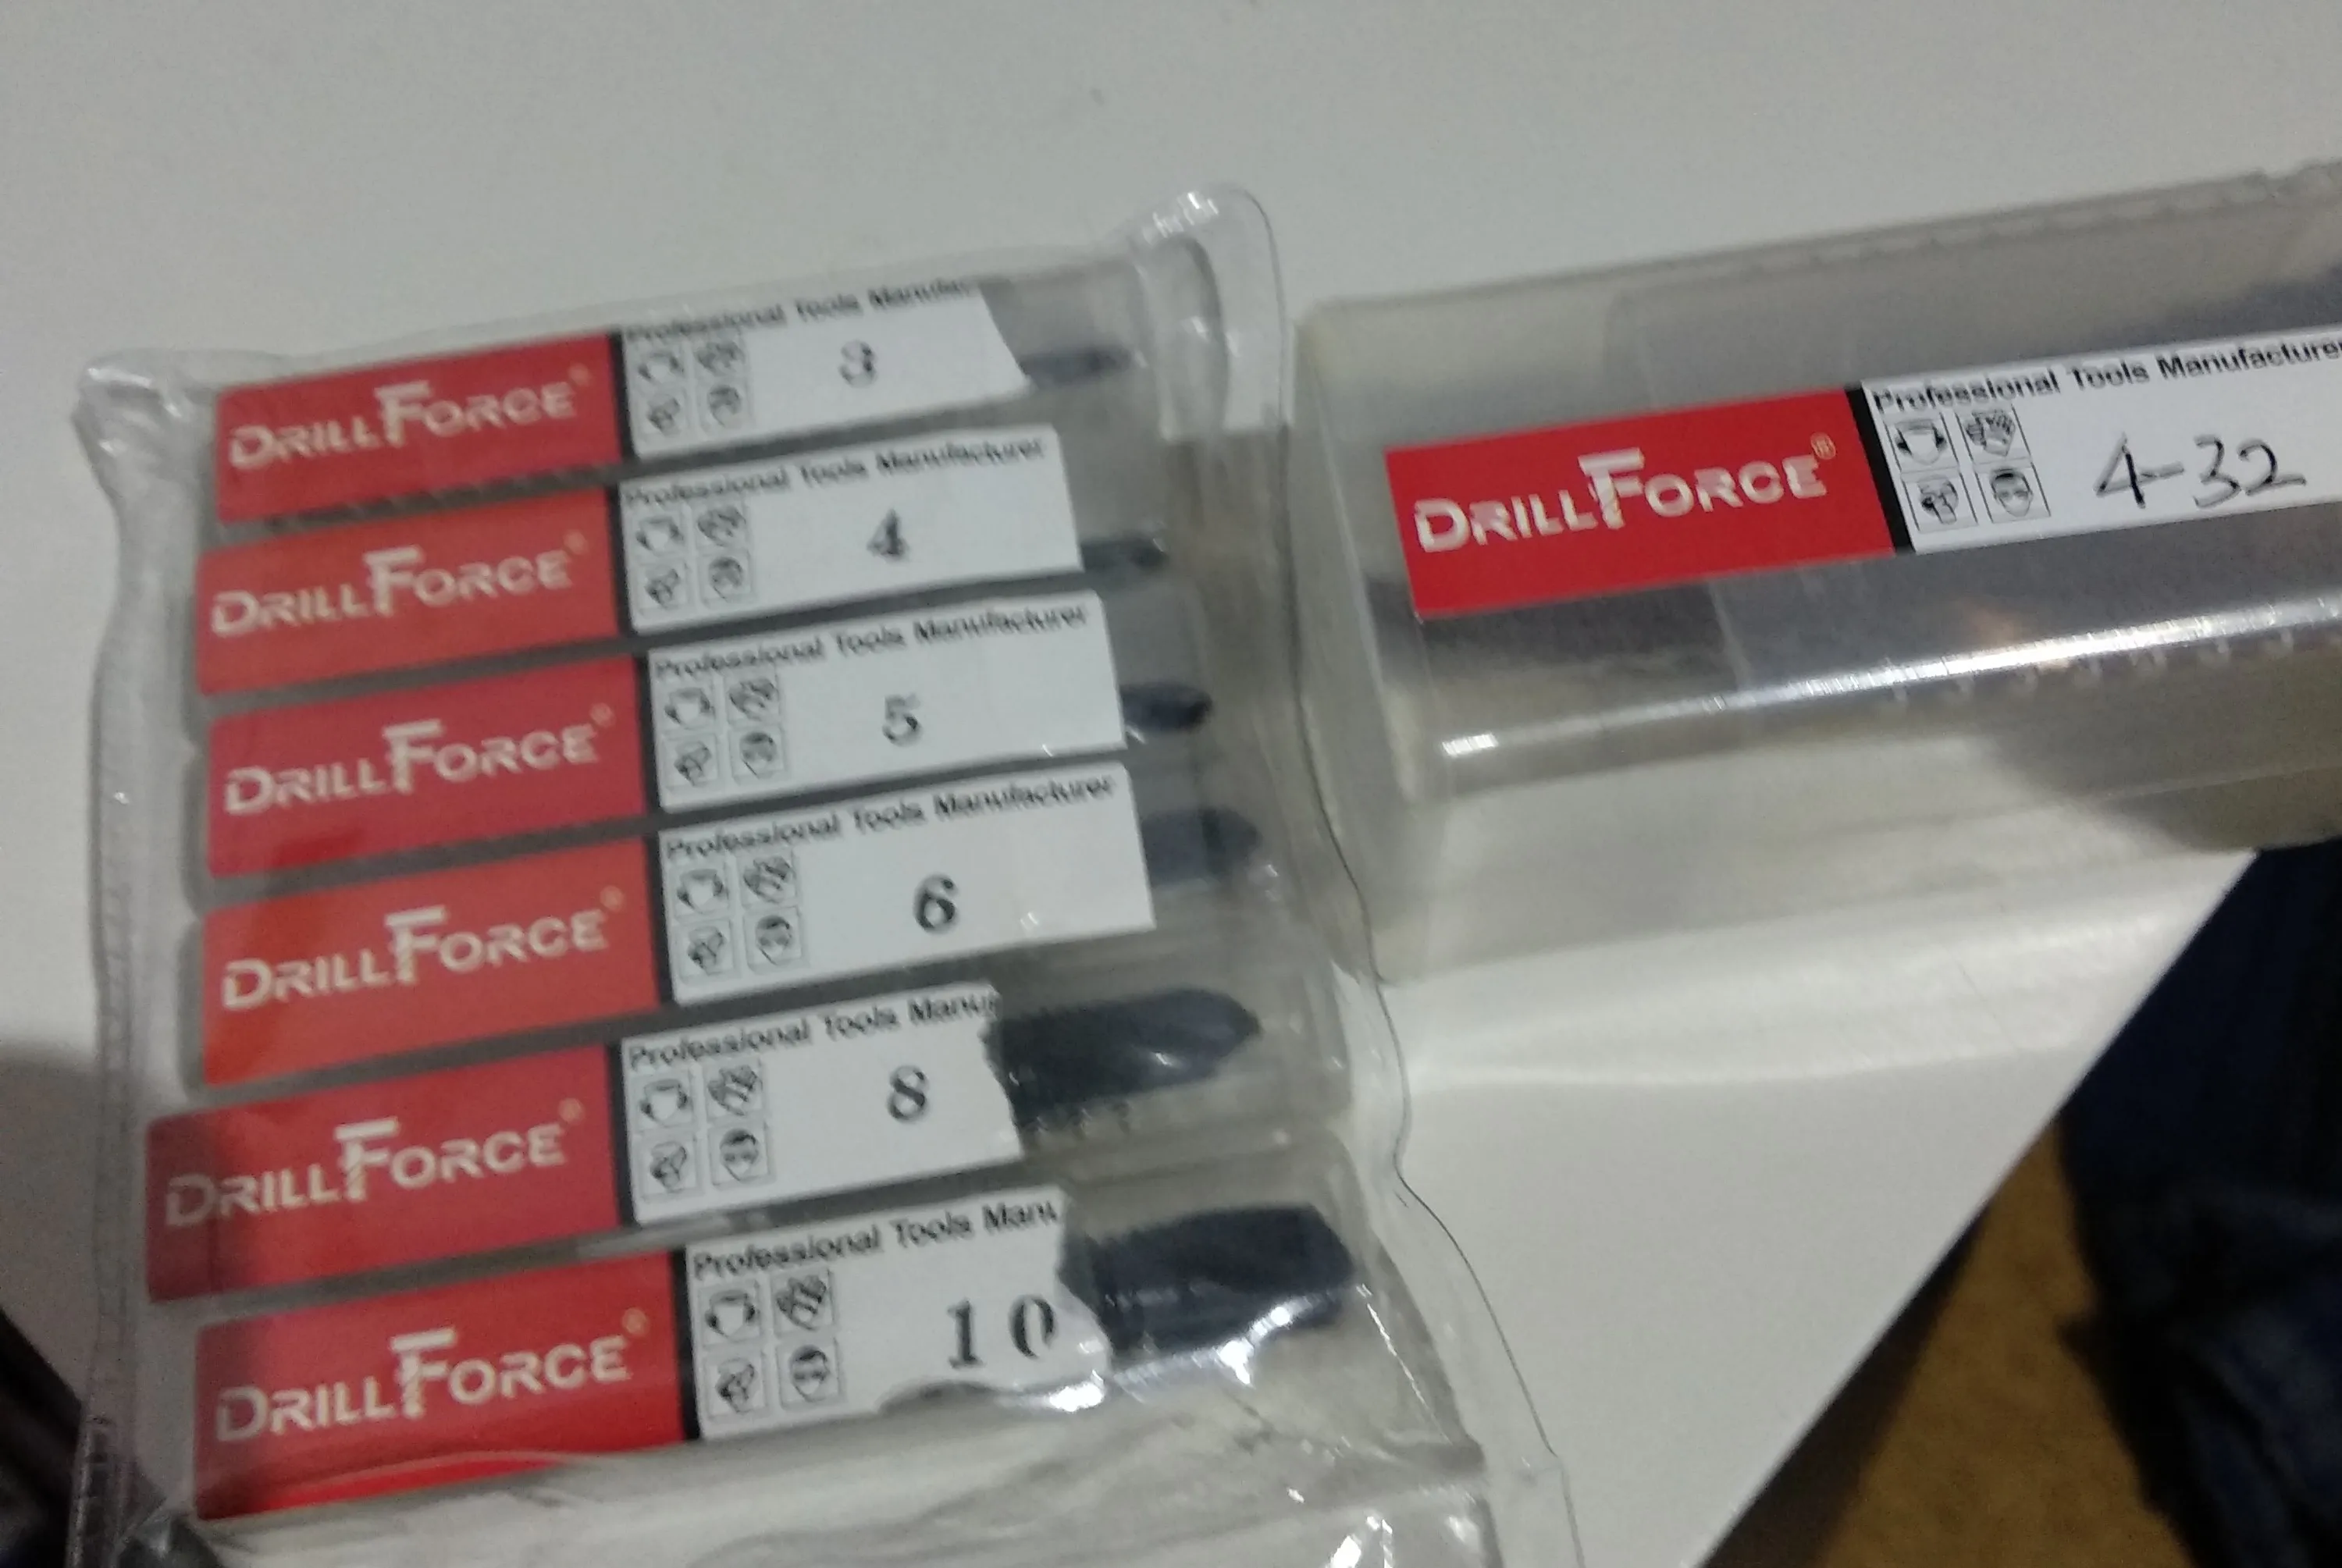 Professional Tools Manufac
DRILLFORCE® 3
Professional Tools Manufacturer
DRILLFORCE® 4
Professional Tools Manufacturer
DRILLFORCE® 5
Professional Tools Manufacturer
DRILLFORCE® 6
Professional Tools Manuf
DRILLFORCE® 8
Professional Tools Manu
DRILLFORCE® 10
Professional Tools Manufacturer
DRILLFORCE® 4-32